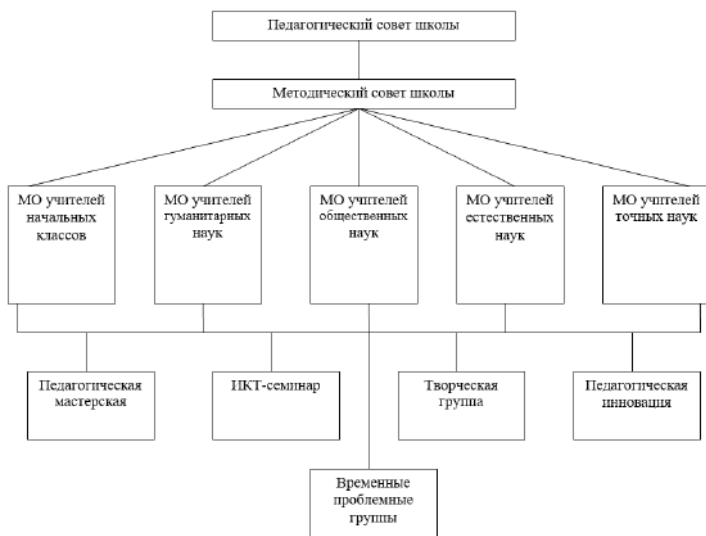 Педагогический совет школы
Методический совет школы
МО учителей
начальных
классов
МО учителей
гуманитарных
наук
МО учителей
общественных
наук
МО учителей
естественных
наук
МО учителей
точных наук
Педагогическая
мастерская
ИКТ-семинар
Творческая
группа
Педагогическая
инновация
Временные
проблемные
группы